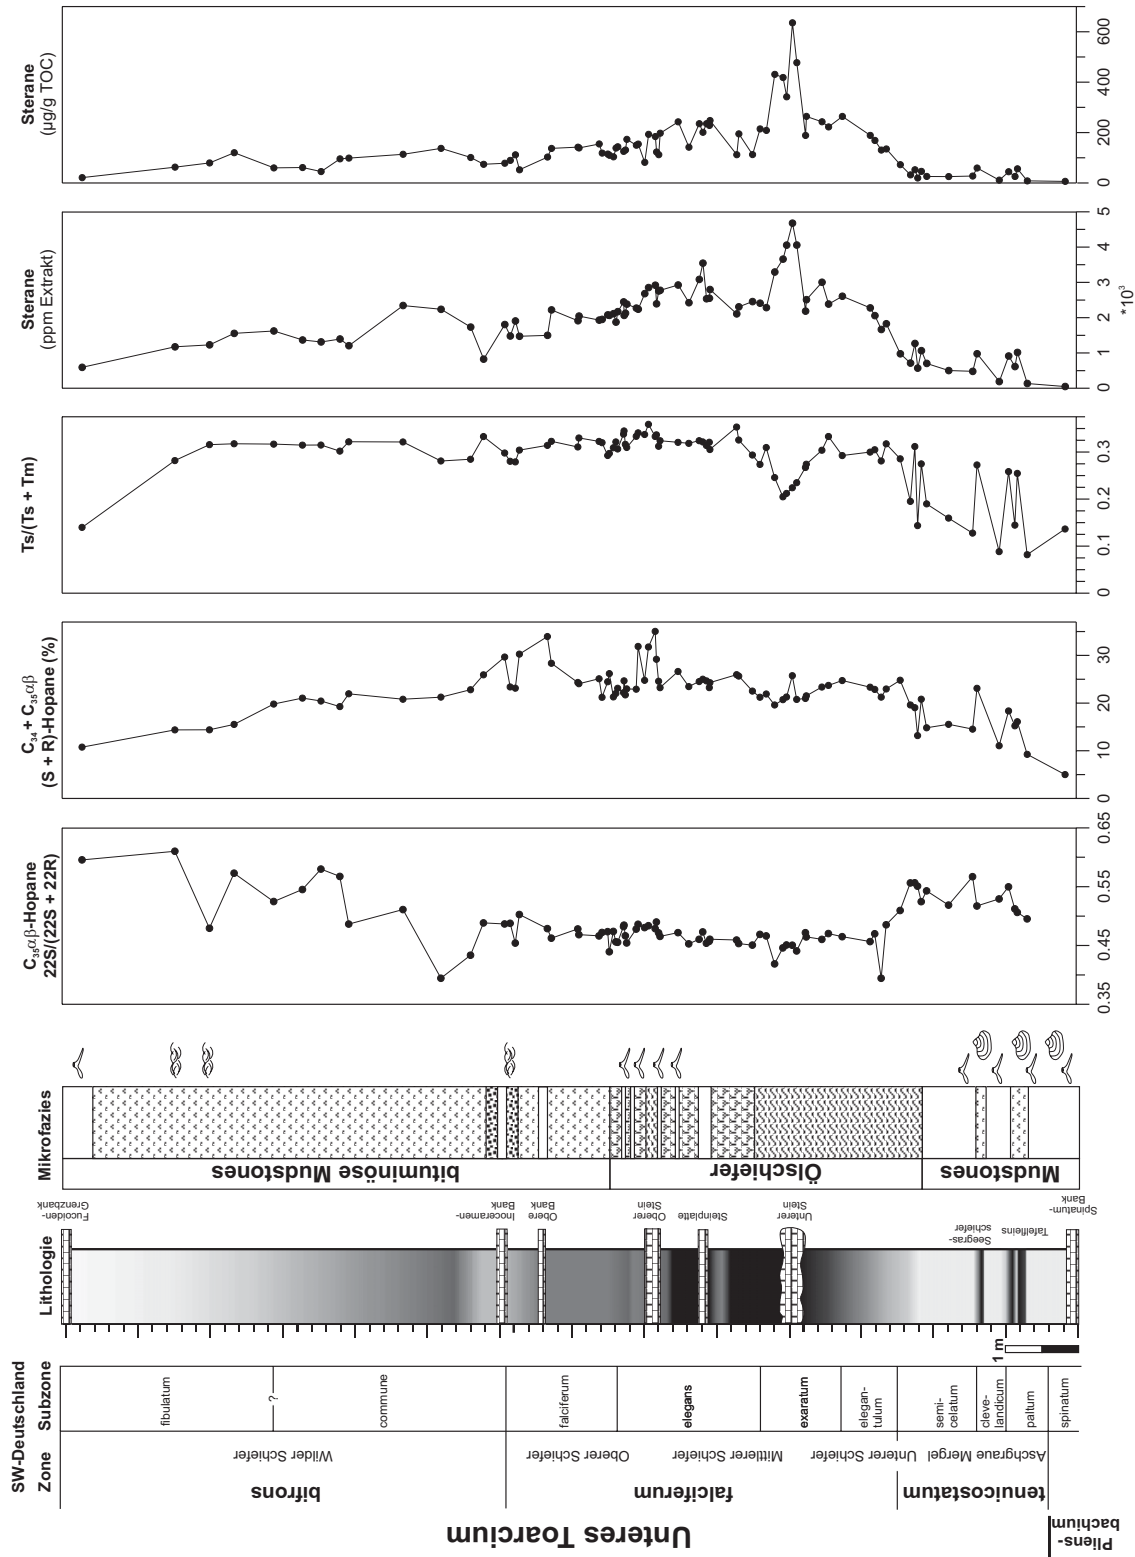 SW-Deutschland
Zone
Subzone
Lithologie
Mikrofazies
C35αβ-Hopane
22S/(22S + 22R)
C34 + C35αβ
(S + R)-Hopane (%)
Ts/(Ts + Tm)
Sterane
(ppm Extrakt)
Sterane
(µg/g TOC)
Unteres Toarcium
Pliens-
bachium
bifrons
falciferum
tenuicostatum
Wilder Schiefer
Oberer Schiefer
Mittlerer Schiefer
Unterer Schiefer
Aschgraue Mergel
fibulatum
?
commune
falciferum
elegans
exaratum
elegan-
tulum
semi-
celatum
cleve-
landicum
paltum
spinatum
1 m
Fucoiden-
Grenzbank
Inoceramen-
Bank
Obere
Bank
Oberer
Stein
Steinplatte
Unterer
Stein
Seegras-
schiefer
Tafelfleins
Spinatum-
Bank
bituminöse Mudstones
Ölschiefer
Mudstones
0.35
0.45
0.55
0.65
0
10
20
30
0
0.1
0.2
0.3
0
1
2
3
4
5
*10³
0
200
400
600